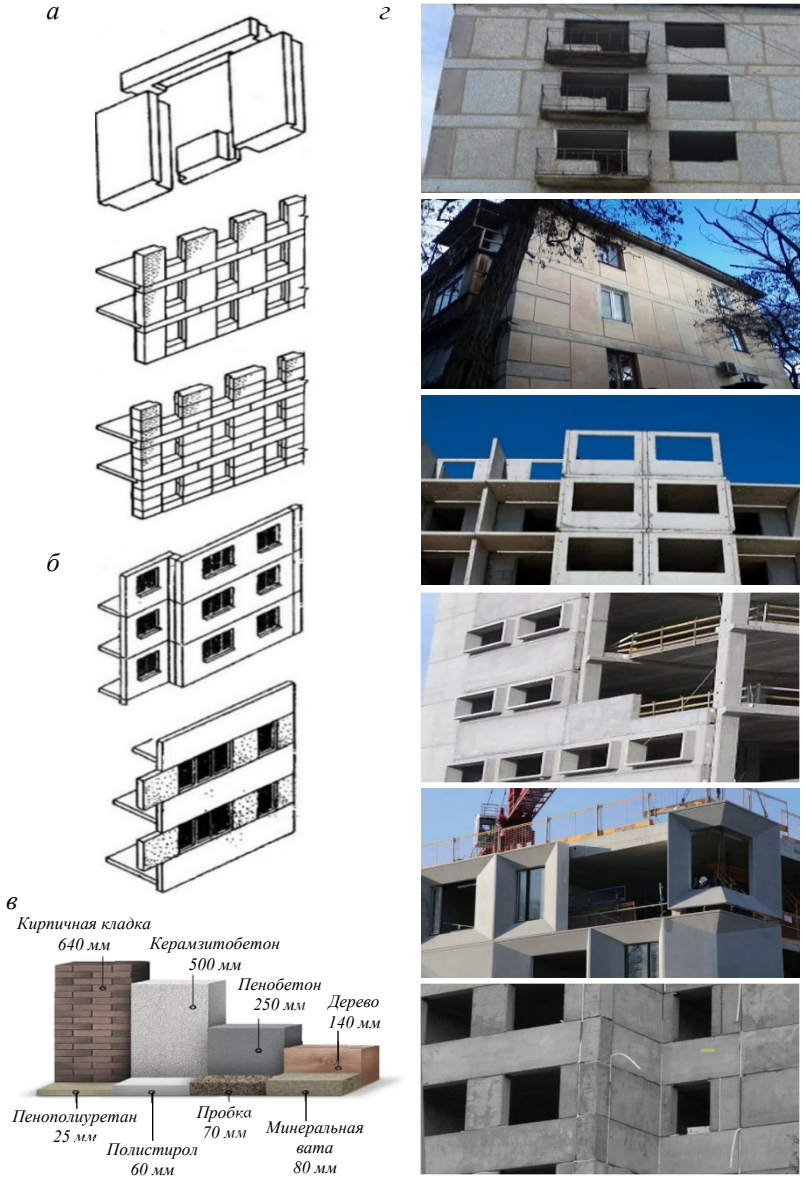 а
г
б
в
Кирпичная кладка
640 мм
Керамзитобетон
500 мм
Пенобетон
250 мм
Дерево
140 мм
Пенополиуретан
25 мм
Полистирол
60 мм
Пробка
70 мм
Минеральная
вата
80 мм